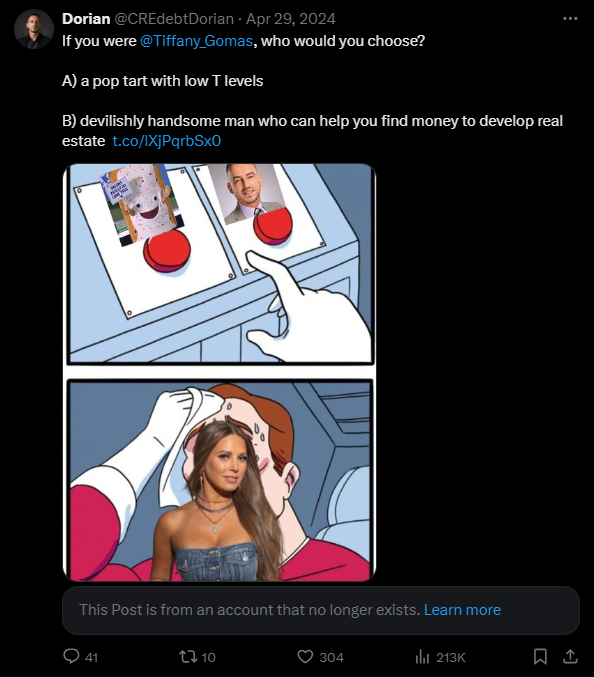 Dorian @CREdebtDorian · Apr 29, 2024
If you were @Tiffany_Gomas, who would you choose?
A) a pop tart with low T levels
B) devilishly handsome man who can help you find money to develop real
estate t.co/lXjPqrbSx0
This Post is from an account that no longer exists. Learn more
41 10 304 213K